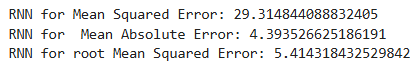 RNN for Mean Squared Error: 29.314844088832405
RNN for  Mean Absolute Error: 4.393526625186191
RNN for root Mean Squared Error: 5.414318432529842